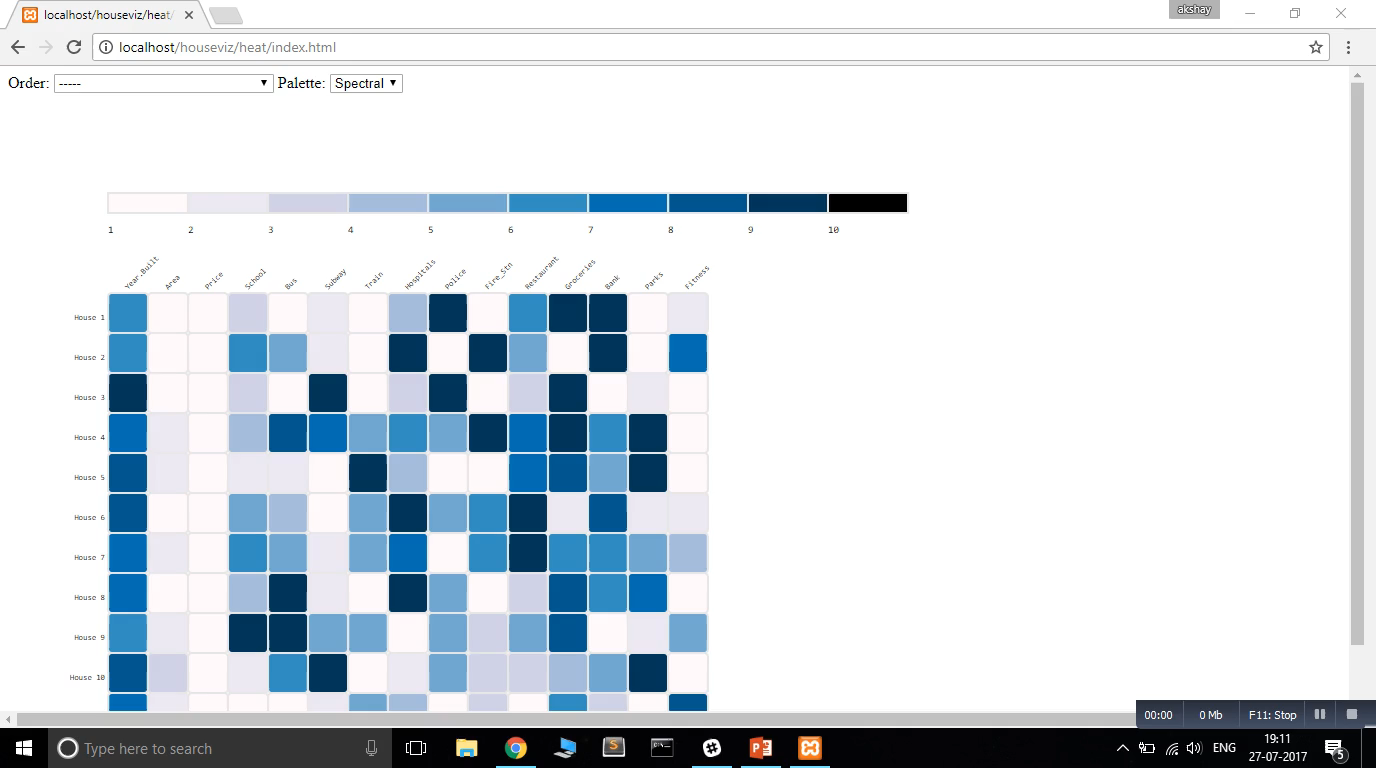 localhost/houseviz/heat/
akshay
localhost/houseviz/heat/index.html
Order: ----- Palette: Spectral
1 2 3 4 5 6 7 8 9 10
Year.Built Area Price School Bus Subway Train Hospitals Police Fire_Stn Restaurant Groceries Bank Parks Fitness
House 1
House 2
House 3
House 4
House 5
House 6
House 7
House 8
House 9
House 10
00:00 0 Mb F11: Stop
Type here to search
ENG
19:11
27-07-2017
5